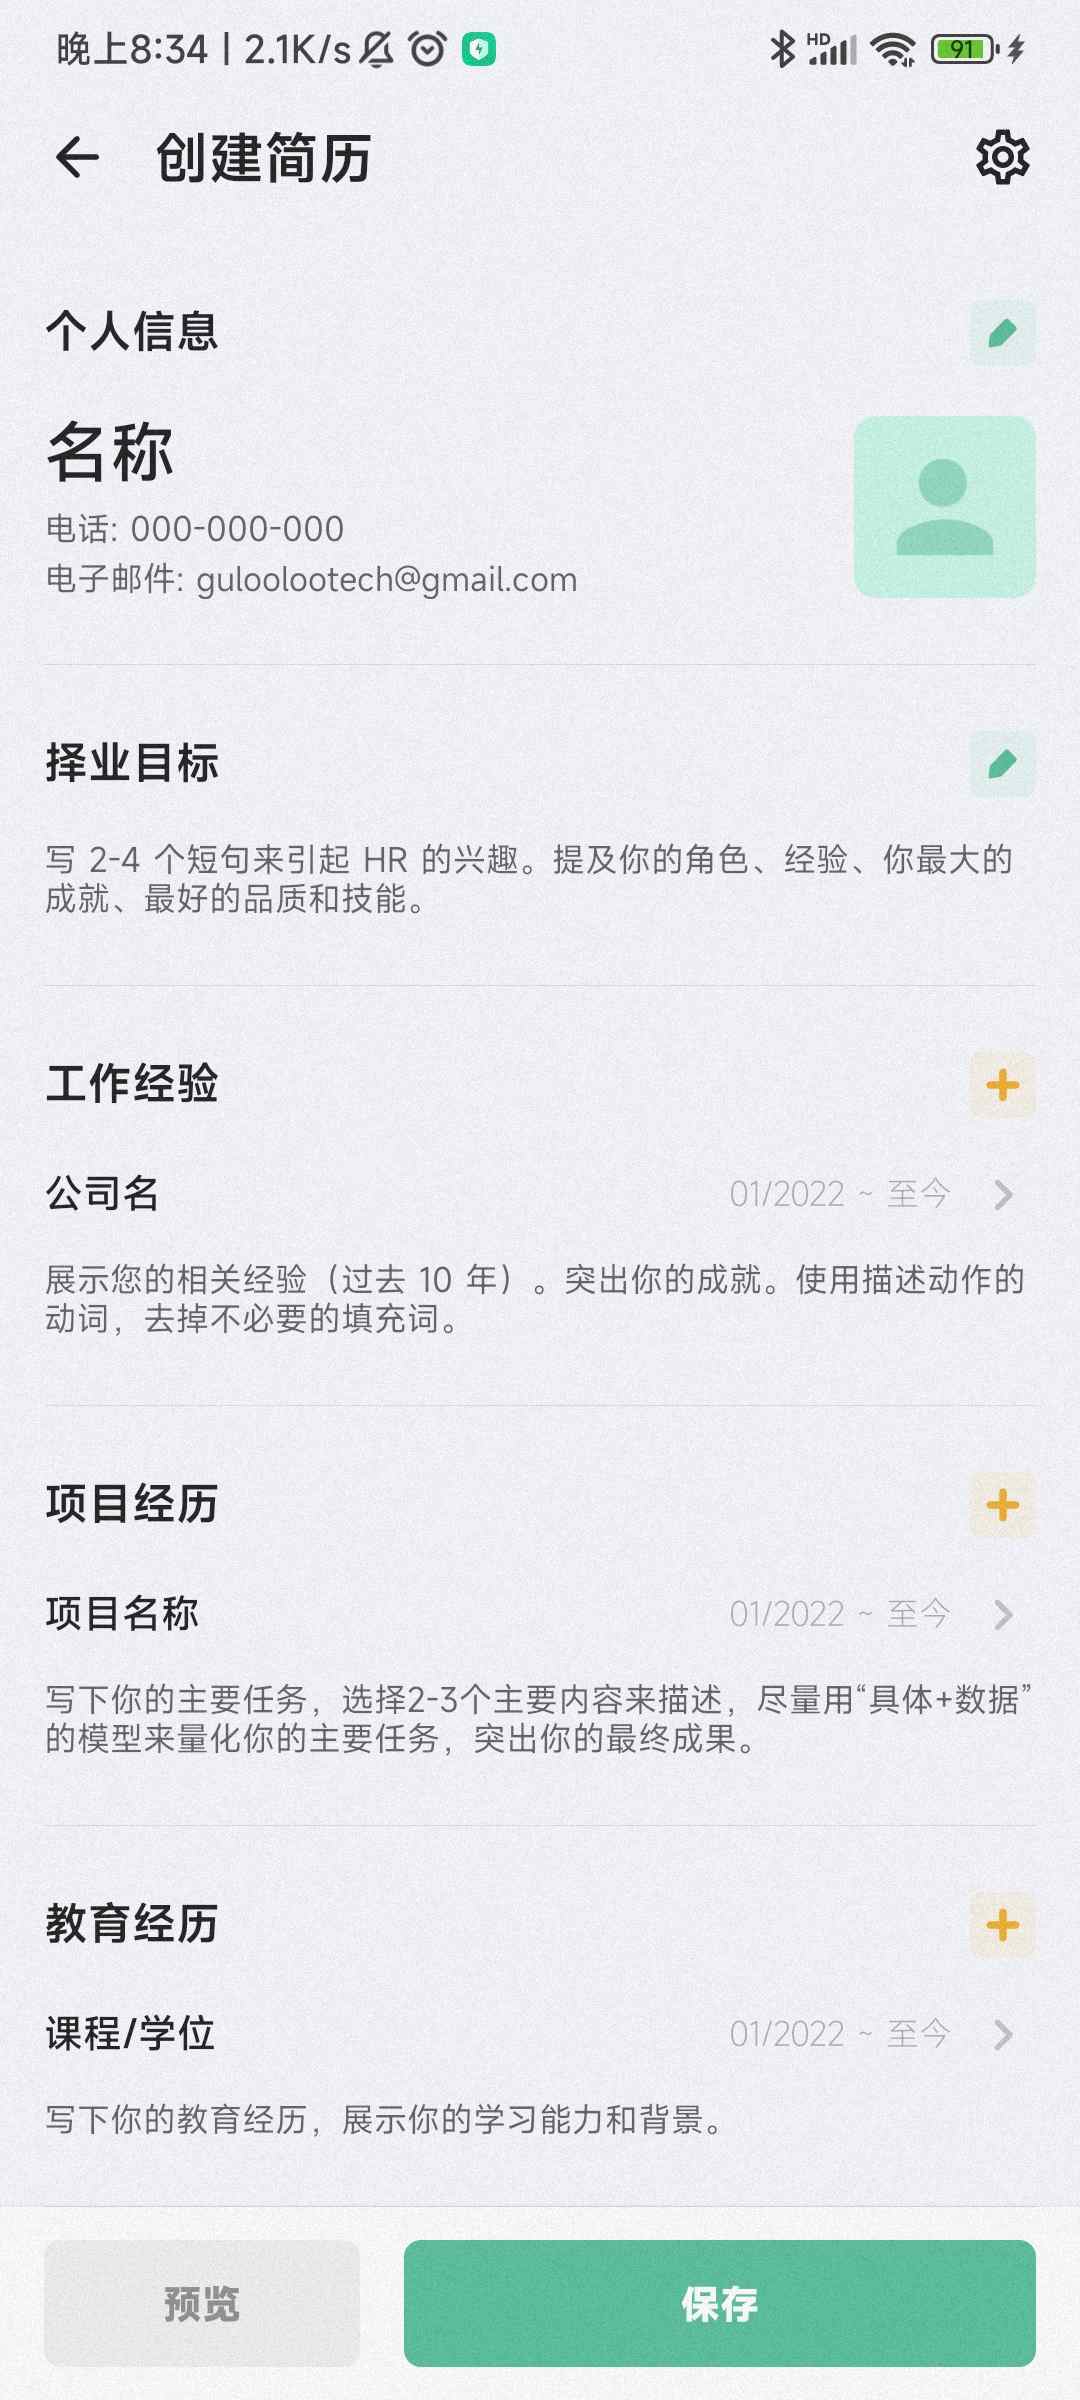 晚上8:34 | 2.1K/s
HD
91
创建简历
个人信息
名称
电话: 000-000-000
电子邮件: guloolootech@gmail.com
择业目标
写 2-4 个短句来引起 HR 的兴趣。提及你的角色、经验、你最大的
成就、最好的品质和技能。
工作经验
公司名
01/2022 ~ 至今
展示您的相关经验（过去 10 年）。突出你的成就。使用描述动作的
动词，去掉不必要的填充词。
项目经历
项目名称
01/2022 ~ 至今
写下你的主要任务，选择2-3个主要内容来描述，尽量用“具体+数据”
的模型来量化你的主要任务，突出你的最终成果。
教育经历
课程/学位
01/2022 ~ 至今
写下你的教育经历，展示你的学习能力和背景。
预览
保存